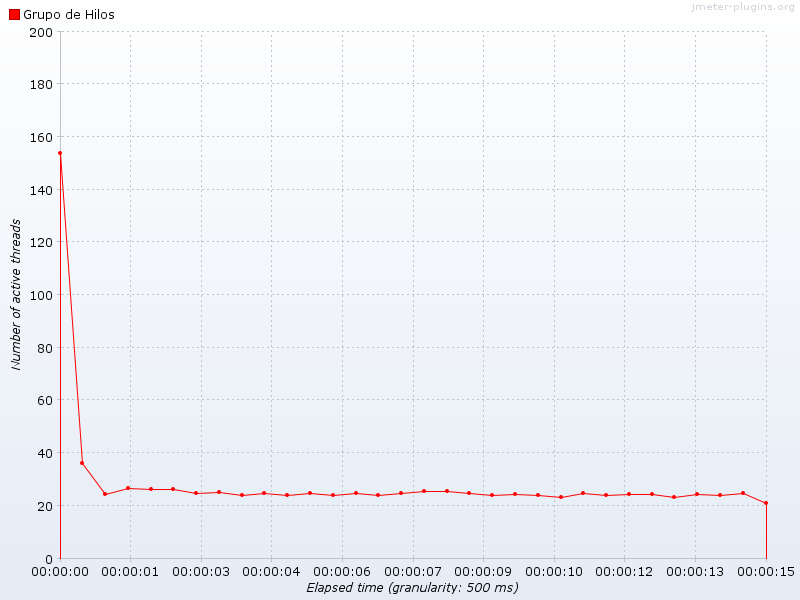 jmeter-plugins.org
Grupo de Hilos
200
180
160
140
120
100
80
60
40
20
0
Number of active threads
00:00:00 00:00:01 00:00:03 00:00:04 00:00:06 00:00:07 00:00:09 00:00:10 00:00:12 00:00:13 00:00:15
Elapsed time (granularity: 500 ms)